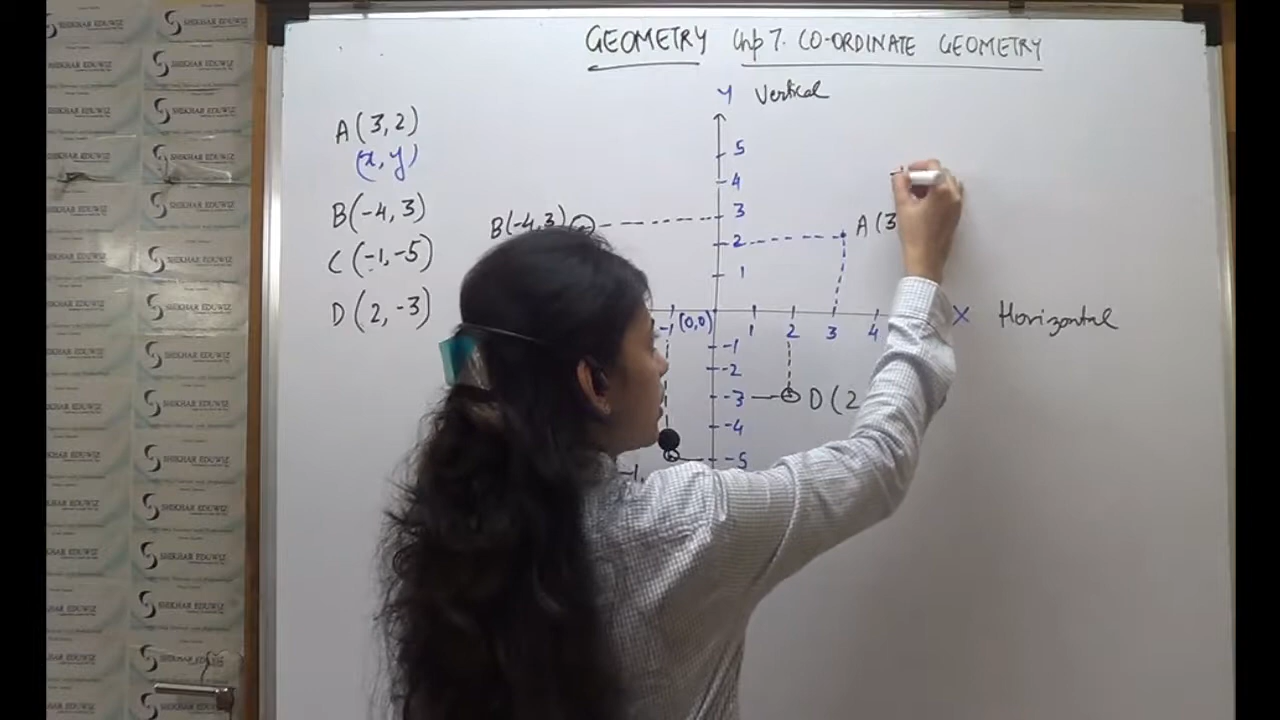 GEOMETRY Chp 7. CO-ORDINATE GEOMETRY
Y Vertical
A (3, 2)
(x, y)
B (-4, 3)
C (-1, -5)
D (2, -3)
5
4
3
2
1
B(-4,3)
A (3
-1 (0,0) 1 2 3 4 X Horizontal
-1
-2
-3
-4
-5
D (2
-1,
SHIKHAR EDUWIZ